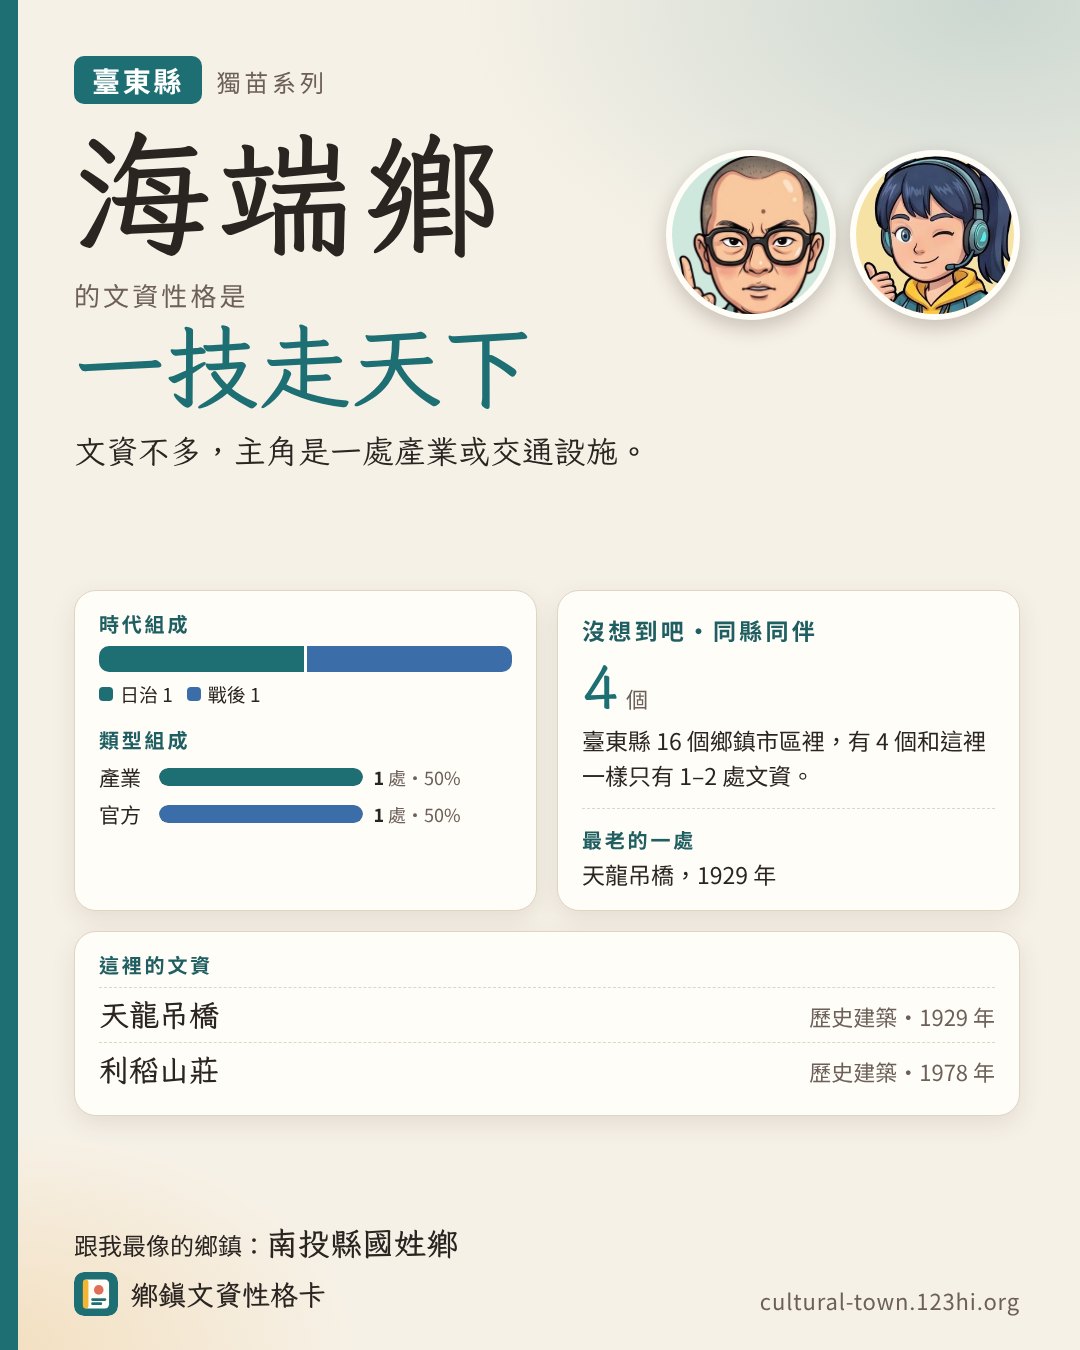 臺東縣 獨苗系列
海端鄉
的文資性格是
一技走天下
文資不多，主角是一處產業或交通設施。
時代組成
日治 1 戰後 1
類型組成
產業 1 處・50%
官方 1 處・50%
沒想到吧・同縣同伴
4 個
臺東縣 16 個鄉鎮市區裡，有 4 個和這裡
一樣只有 1–2 處文資。
最老的一處
天龍吊橋，1929 年
這裡的文資
天龍吊橋 歷史建築・1929 年
利稻山莊 歷史建築・1978 年
跟我最像的鄉鎮：南投縣國姓鄉
鄉鎮文資性格卡
cultural-town.123hi.org